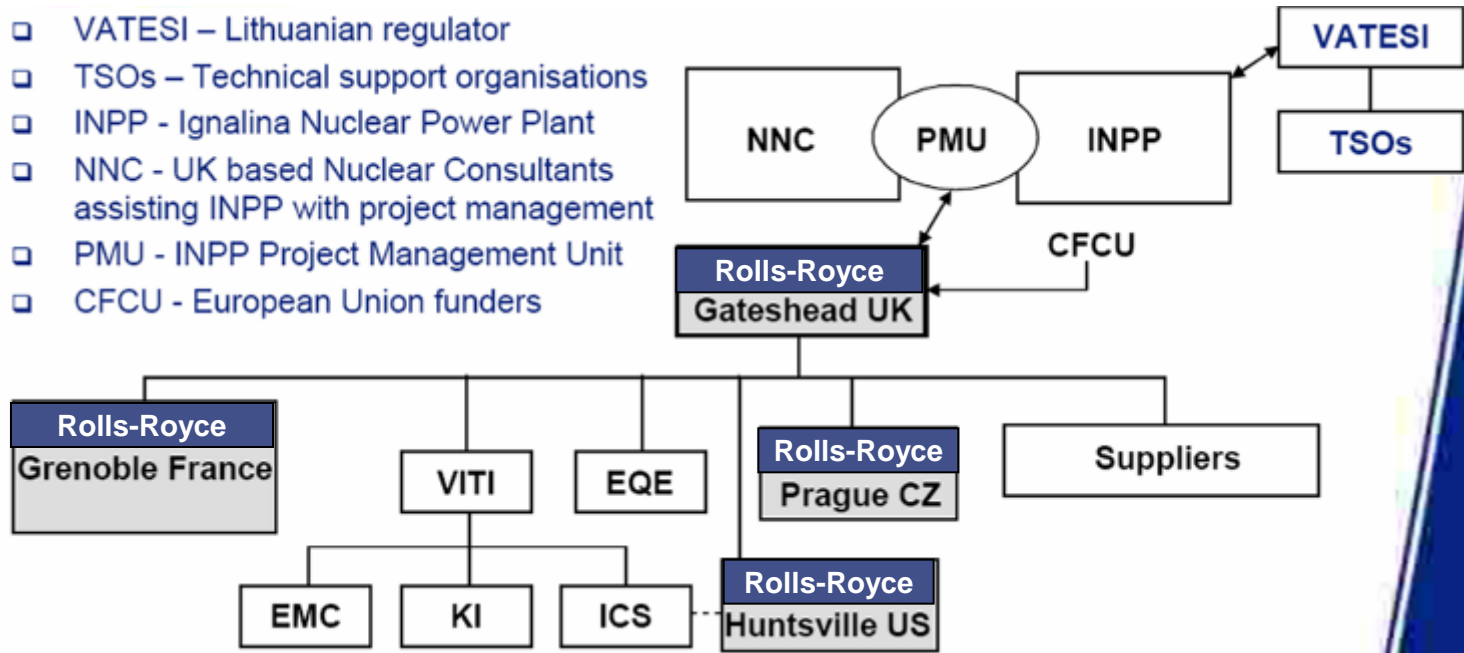 VATESI – Lithuanian regulator
TSOs – Technical support organisations
INPP - Ignalina Nuclear Power Plant
NNC - UK based Nuclear Consultants
assisting INPP with project management
PMU - INPP Project Management Unit
CFCU - European Union funders
VATESI
TSOs
NNC
PMU
INPP
CFCU
Rolls-Royce
Gateshead UK
Rolls-Royce
Grenoble France
VITI
EQE
Rolls-Royce
Prague CZ
Suppliers
EMC
KI
ICS
Rolls-Royce
Huntsville US